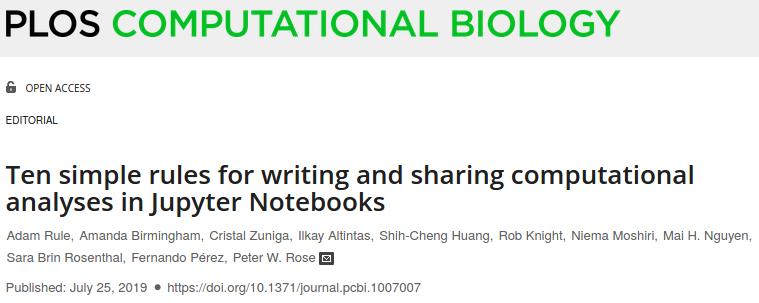 PLOS COMPUTATIONAL BIOLOGY
OPEN ACCESS
EDITORIAL
Ten simple rules for writing and sharing computational
analyses in Jupyter Notebooks
Adam Rule, Amanda Birmingham, Cristal Zuniga, Ilkay Altintas, Shih-Cheng Huang, Rob Knight, Niema Moshiri, Mai H. Nguyen,
Sara Brin Rosenthal, Fernando Pérez, Peter W. Rose
Published: July 25, 2019 • https://doi.org/10.1371/journal.pcbi.1007007